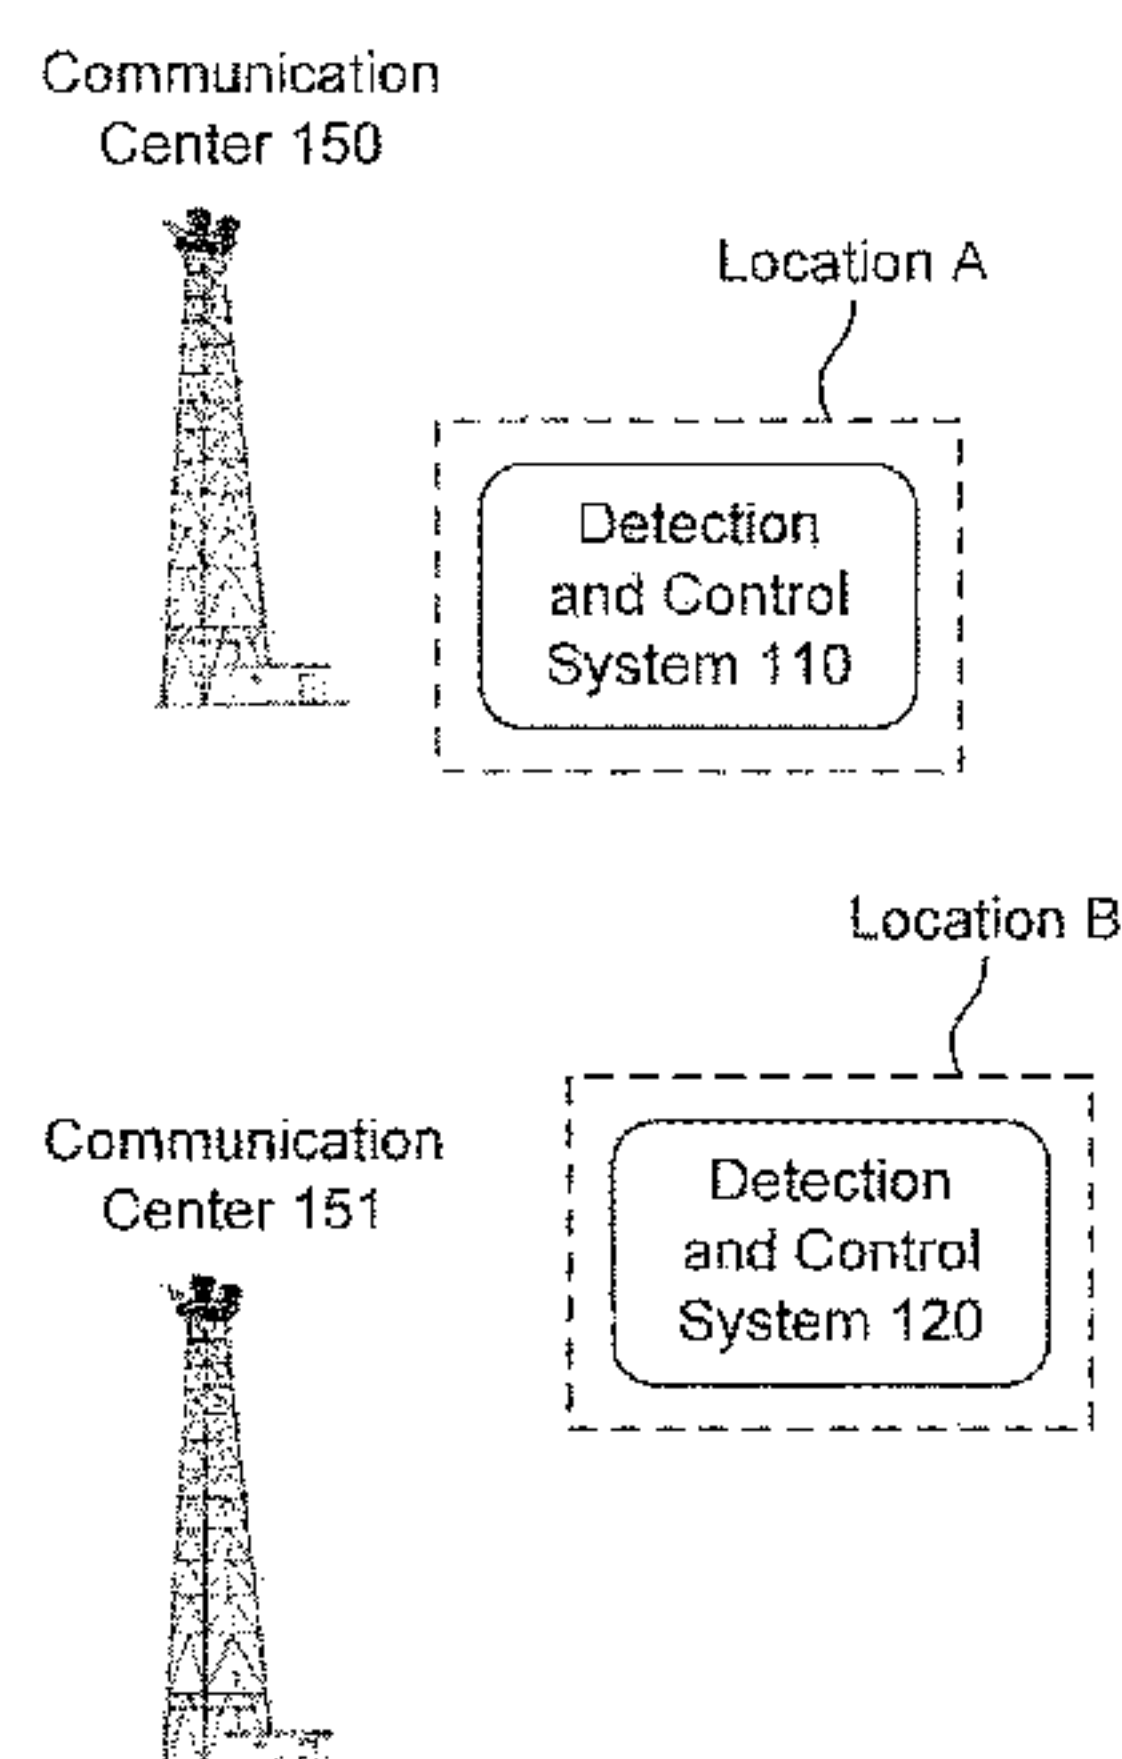 Communication
Center 150
Location A
Detection
and Control
System 110
Location B
Communication
Center 151
Detection
and Control
System 120